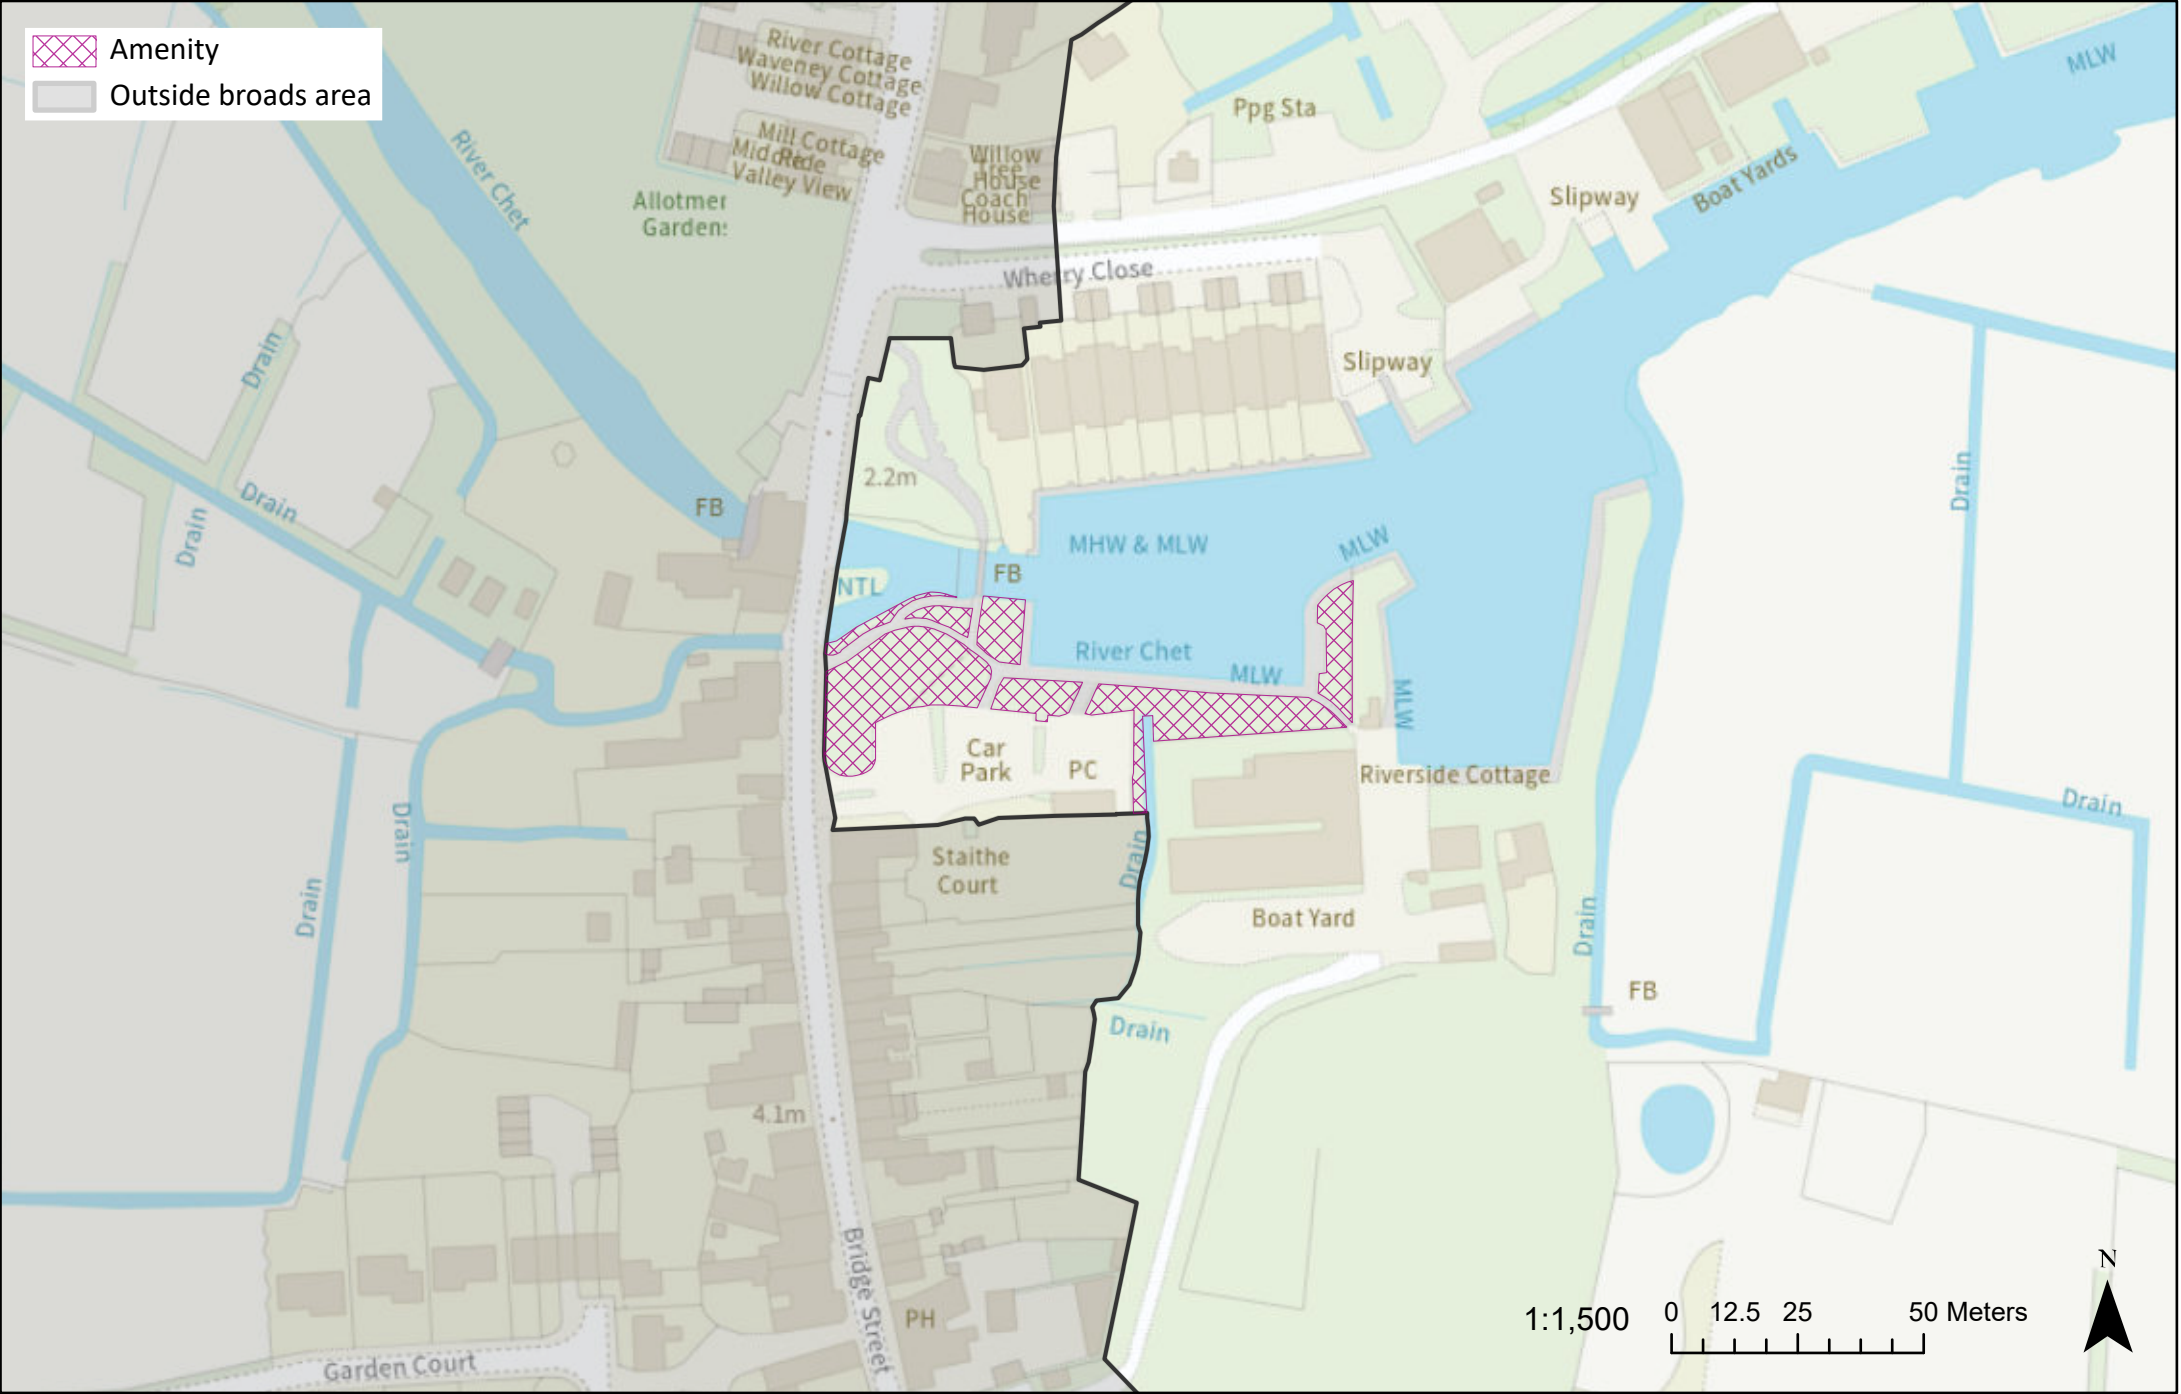 Amenity
Outside broads area
River Cottage
Waveney Cottage
Willow Cottage
Mill Cottage
Valley View
River Chet
Allotmer
Garden:
Willow
Tree
House
Coach
House
Ppg Sta
MLW
Slipway
Boat Yards
Wherry Close
Slipway
Drain
Drain
Drain
FB
2.2m
NTL
FB
MHW & MLW
MLW
River Chet
MLW
MLW
Drain
Car
Park
PC
Riverside Cottage
Drain
Drain
Drain
Staithe
Court
Drain
Boat Yard
Drain
FB
Drain
4.1m
Bridge Street
PH
Garden Court
1:1,500
0 12.5 25 50 Meters
N